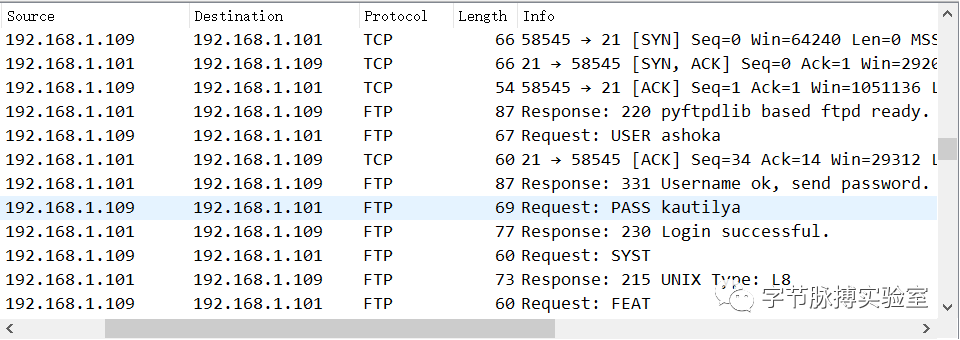 Source Destination Protocol Length Info
192.168.1.109 192.168.1.101 TCP 66 58545 → 21 [SYN] Seq=0 Win=64240 Len=0 MSS
192.168.1.101 192.168.1.109 TCP 66 21 → 58545 [SYN, ACK] Seq=0 Ack=1 Win=2920
192.168.1.109 192.168.1.101 TCP 54 58545 → 21 [ACK] Seq=1 Ack=1 Win=1051136 L
192.168.1.101 192.168.1.109 FTP 87 Response: 220 pyftpdlib based ftpd ready.
192.168.1.109 192.168.1.101 FTP 67 Request: USER ashoka
192.168.1.101 192.168.1.109 TCP 60 21 → 58545 [ACK] Seq=34 Ack=14 Win=29312 L
192.168.1.101 192.168.1.109 FTP 87 Response: 331 Username ok, send password.
192.168.1.109 192.168.1.101 FTP 69 Request: PASS kautilya
192.168.1.101 192.168.1.109 FTP 77 Response: 230 Login successful.
192.168.1.109 192.168.1.101 FTP 60 Request: SYST
192.168.1.101 192.168.1.109 FTP 73 Response: 215 UNIX Type: L8
192.168.1.109 192.168.1.101 FTP 60 Request: FEAT
字节脉搏实验室